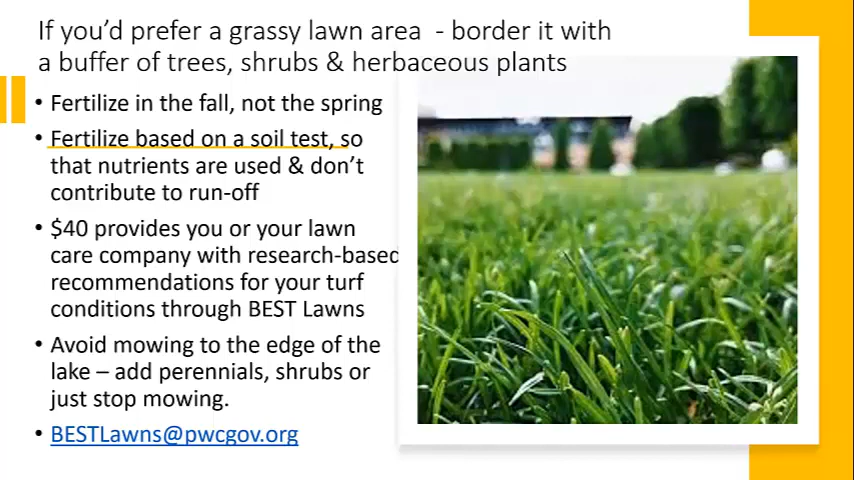 If you’d prefer a grassy lawn area - border it with
a buffer of trees, shrubs & herbaceous plants
• Fertilize in the fall, not the spring
• Fertilize based on a soil test, so
that nutrients are used & don’t
contribute to run-off
• $40 provides you or your lawn
care company with research-based
recommendations for your turf
conditions through BEST Lawns
• Avoid mowing to the edge of the
lake – add perennials, shrubs or
just stop mowing.
• BESTLawns@pwcgov.org